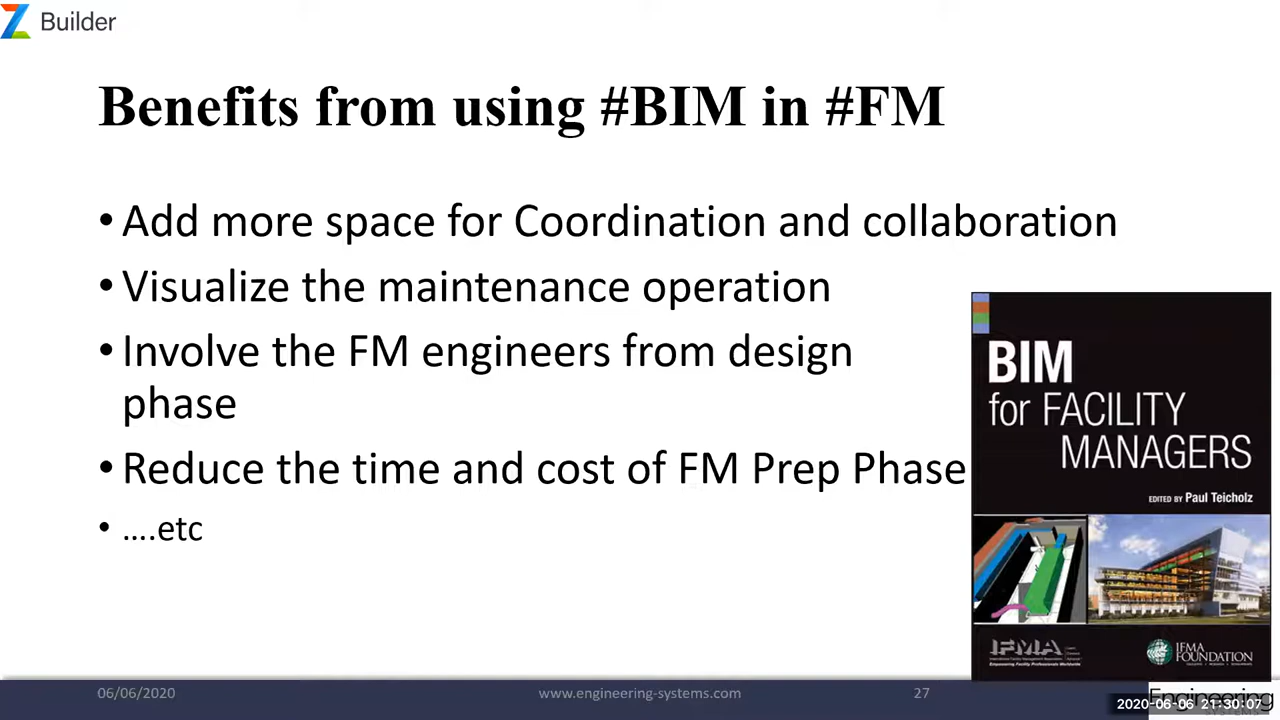 Builder
Benefits from using #BIM in #FM
• Add more space for Coordination and collaboration
• Visualize the maintenance operation
• Involve the FM engineers from design
phase
• Reduce the time and cost of FM Prep Phase
• ....etc
BIM
for FACILITY
MANAGERS
EDITED BY Paul Teicholz
IFMA
IFMA
FOUNDATION
06/06/2020
www.engineering-systems.com
27
Engineering
2020-06-06 21:30:07